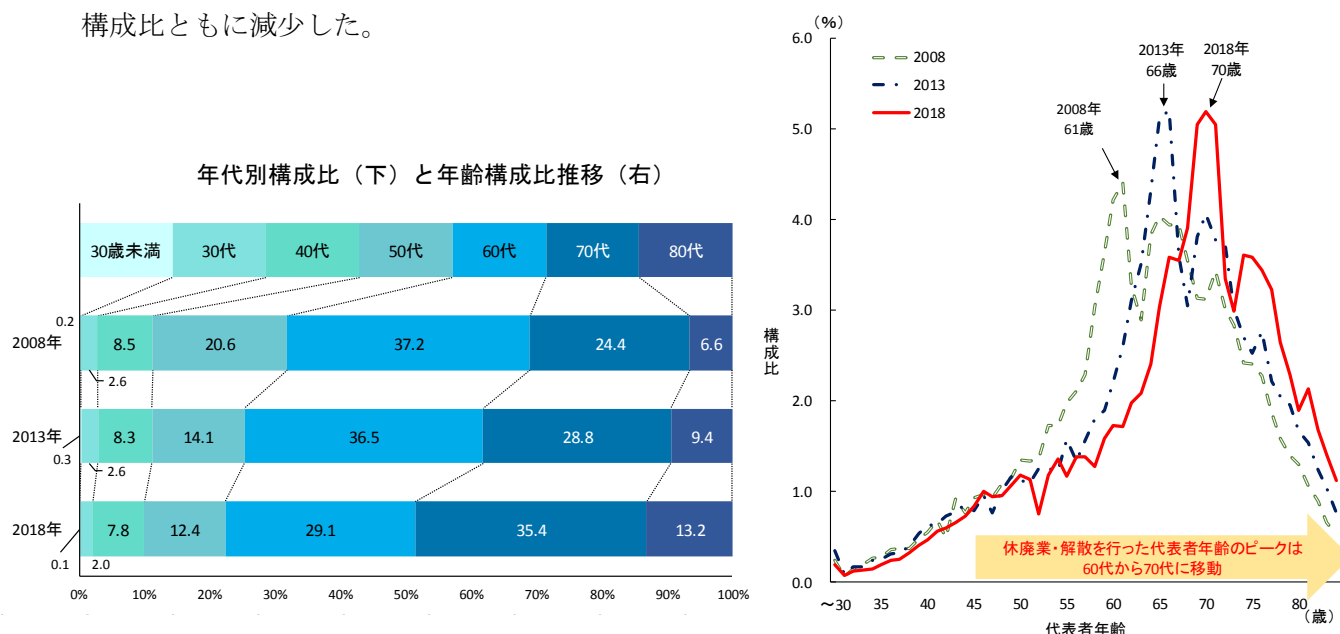 構成比ともに減少した。
年代別構成比（下）と年齢構成比推移（右）
30歳未満 30代 40代 50代 60代 70代 80代
0.2
2008年 8.5 20.6 37.2 24.4 6.6
2.6
2013年 8.3 14.1 36.5 28.8 9.4
0.3 2.6
2018年 7.8 12.4 29.1 35.4 13.2
0.1 2.0
0% 10% 20% 30% 40% 50% 60% 70% 80% 90% 100%
（%）
6.0
5.0
4.0
3.0
2.0
1.0
0.0
構成比
2008
2013
2018
2008年
61歳
2013年
66歳
2018年
70歳
休廃業・解散を行った代表者年齢のピークは
60代から70代に移動
～30 35 40 45 50 55 60 65 70 75 80
（歳）
代表者年齢